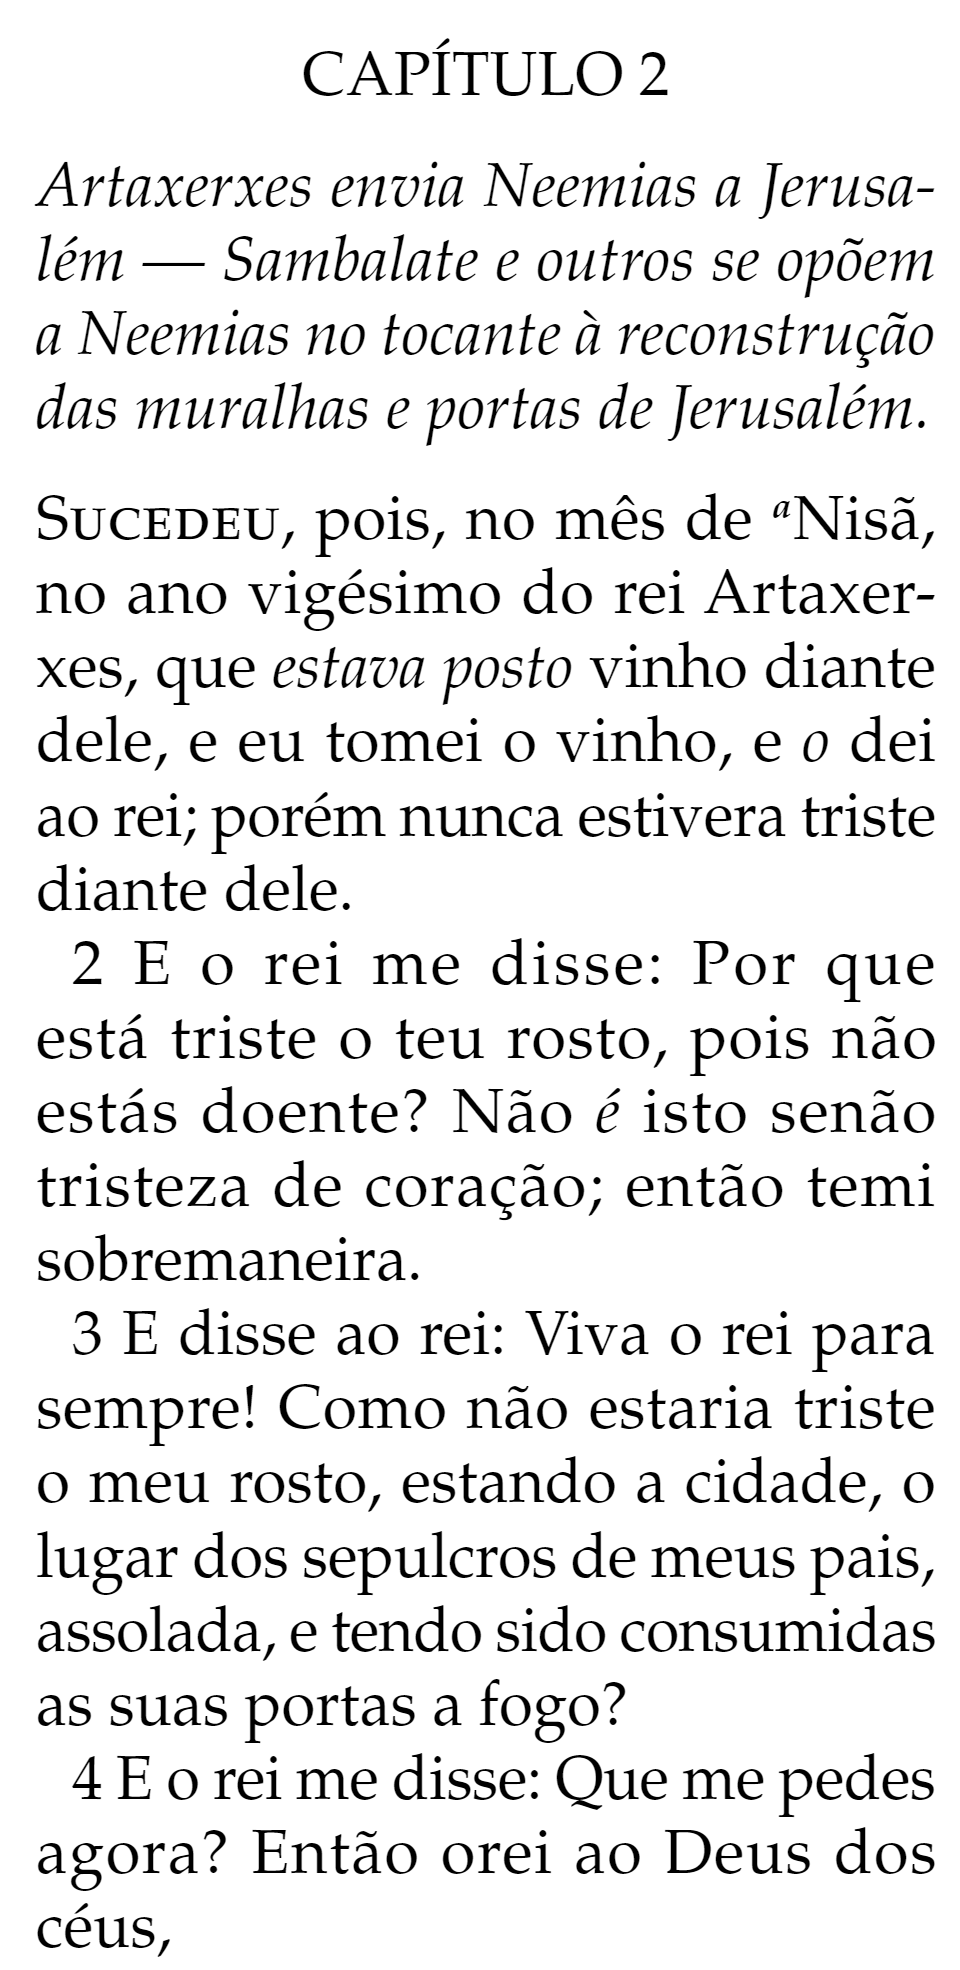 CAPÍTULO 2
Artaxerxes envia Neemias a Jerusa-
lém — Sambalate e outros se opõem
a Neemias no tocante à reconstrução
das muralhas e portas de Jerusalém.
Sucedeu, pois, no mês de aNisã,
no ano vigésimo do rei Artaxer-
xes, que estava posto vinho diante
dele, e eu tomei o vinho, e o dei
ao rei; porém nunca estivera triste
diante dele.
2 E o rei me disse: Por que
está triste o teu rosto, pois não
estás doente? Não é isto senão
tristeza de coração; então temi
sobremaneira.
3 E disse ao rei: Viva o rei para
sempre! Como não estaria triste
o meu rosto, estando a cidade, o
lugar dos sepulcros de meus pais,
assolada, e tendo sido consumidas
as suas portas a fogo?
4 E o rei me disse: Que me pedes
agora? Então orei ao Deus dos
céus,